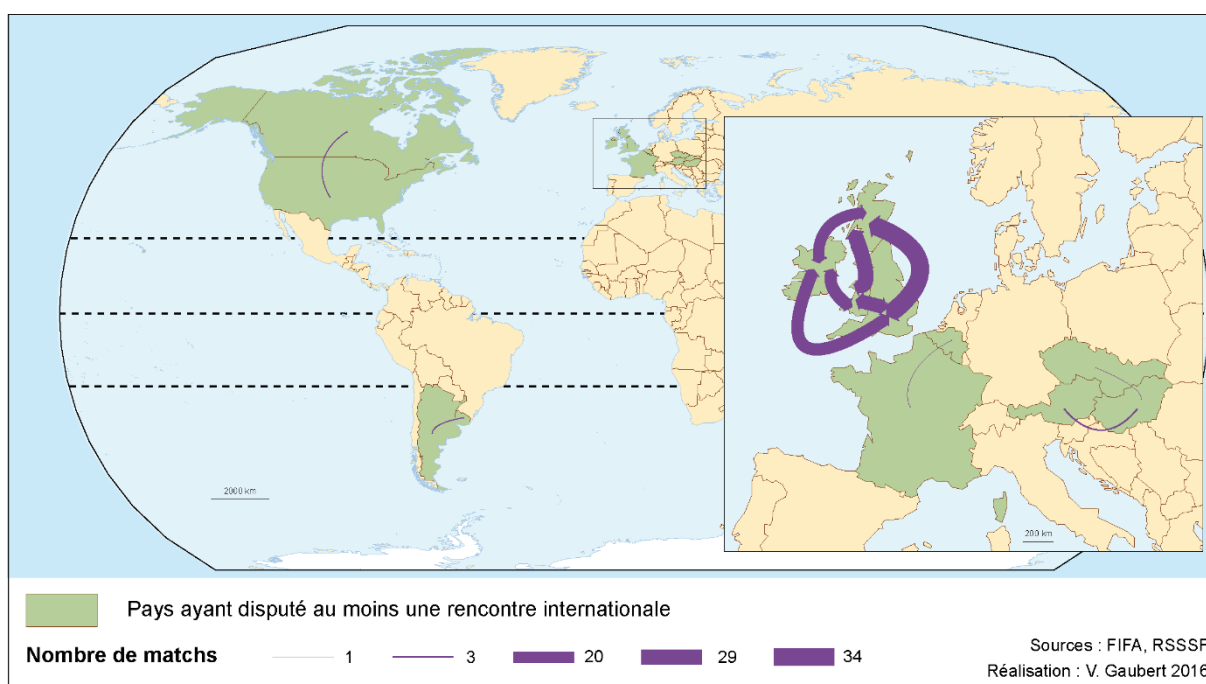 2000 km
200 km
Pays ayant disputé au moins une rencontre internationale
Nombre de matchs 1 3 20 29 34
Sources : FIFA, RSSSF
Réalisation : V. Gaubert 2016